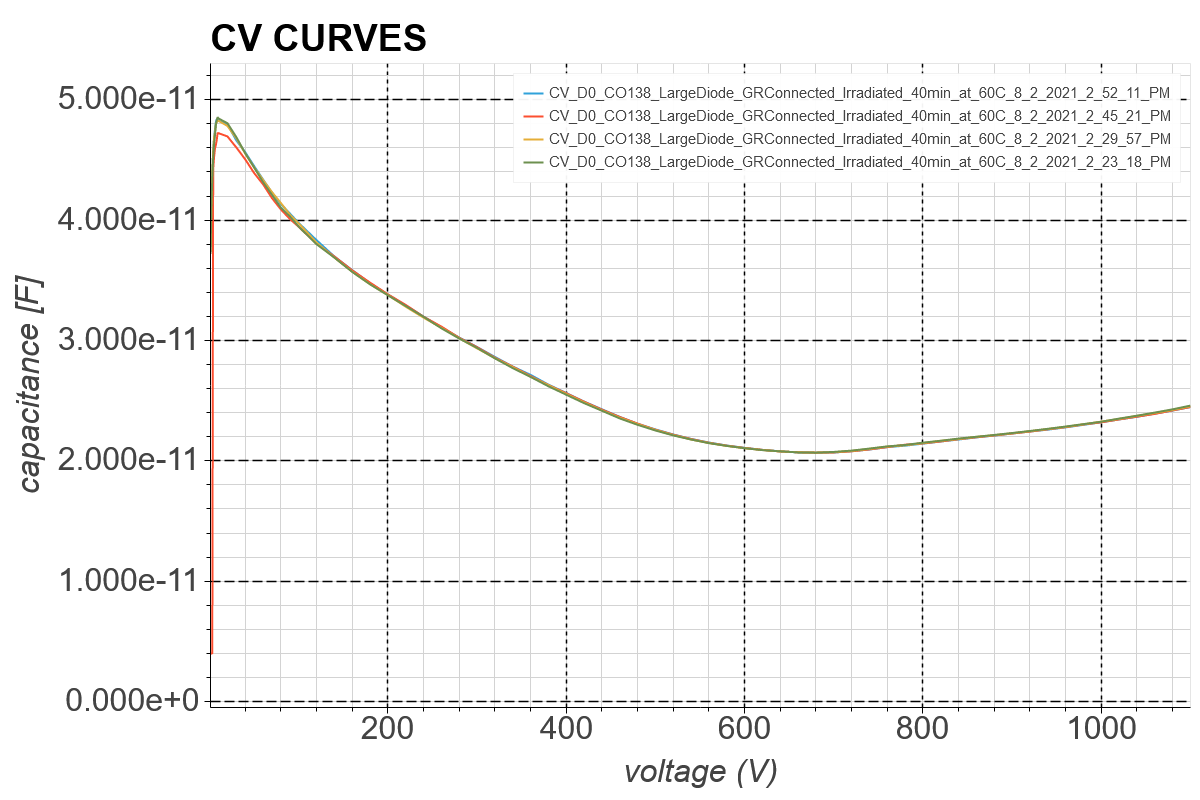 CV CURVES
CV_D0_CO138_LargeDiode_GRConnected_Irradiated_40min_at_60C_8_2_2021_2_52_11_PM
CV_D0_CO138_LargeDiode_GRConnected_Irradiated_40min_at_60C_8_2_2021_2_45_21_PM
CV_D0_CO138_LargeDiode_GRConnected_Irradiated_40min_at_60C_8_2_2021_2_29_57_PM
CV_D0_CO138_LargeDiode_GRConnected_Irradiated_40min_at_60C_8_2_2021_2_23_18_PM
capacitance [F]
5.000e-11
4.000e-11
3.000e-11
2.000e-11
1.000e-11
0.000e+0
200 400 600 800 1000
voltage (V)